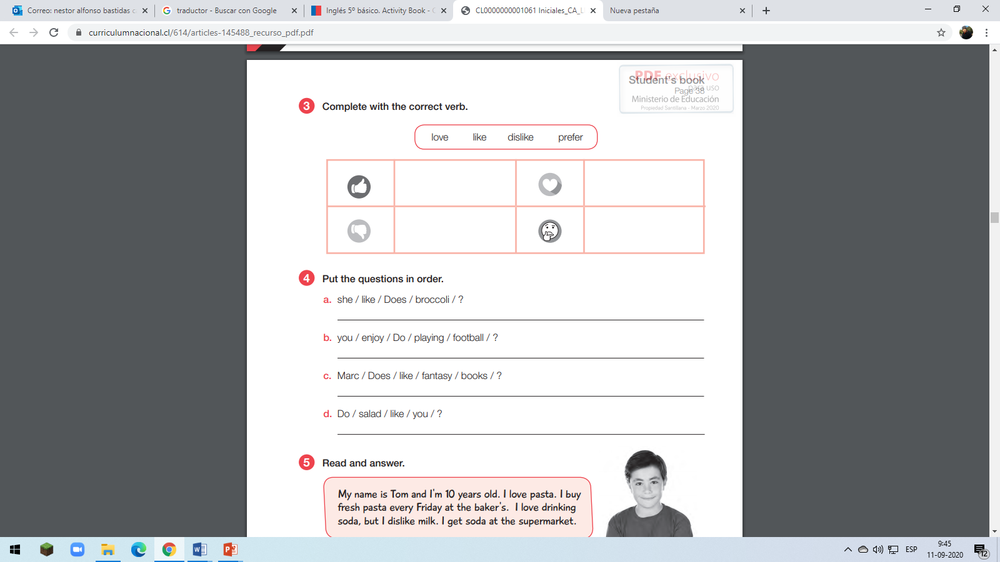 Correo: nestor alfonso bastidas c
traductor - Buscar con Google
Inglés 5º básico. Activity Book - C
CL0000000001061 Iniciales_CA_L
Nueva pestaña
curriculumnacional.cl/614/articles-145488_recurso_pdf.pdf
PDF exclusivo
Student's book
para uso
Page 38
Ministerio de Educación
Propiedad Santillana - Marzo 2020
3 Complete with the correct verb.
love like dislike prefer
4 Put the questions in order.
a. she / like / Does / broccoli / ?
b. you / enjoy / Do / playing / football / ?
c. Marc / Does / like / fantasy / books / ?
d. Do / salad / like / you / ?
5 Read and answer.
My name is Tom and I'm 10 years old. I love pasta. I buy
fresh pasta every Friday at the baker's. I love drinking
soda, but I dislike milk. I get soda at the supermarket.
ESP
9:45
11-09-2020
12